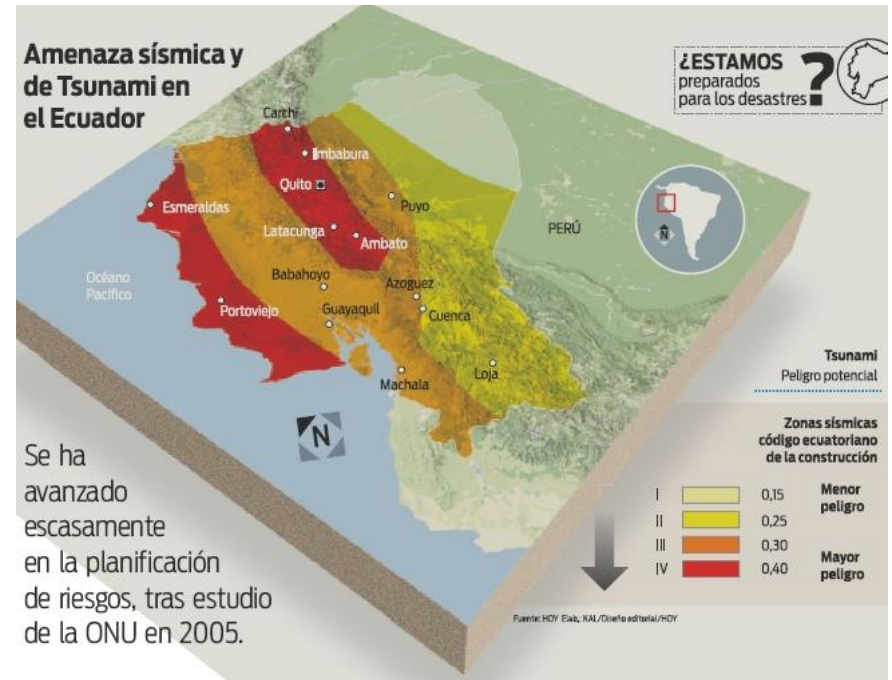 Amenaza sísmica y
de Tsunami en
el Ecuador
¿ESTAMOS
preparados
para los desastres?
Carchi
Imbabura
Quito
Puyo
Esmeraldas
Latacunga
Ambato
PERÚ
N
Océano
Pacífico
Babahoyo
Azoguez
Portoviejo
Guayaquil
Cuenca
Machala
Loja
N
Tsunami
Peligro potencial
Zonas sísmicas
código ecuatoriano
de la construcción
I 0,15 Menor
peligro
II 0,25
III 0,30
IV 0,40 Mayor
peligro
Se ha
avanzado
escasamente
en la planificación
de riesgos, tras estudio
de la ONU en 2005.
Fuente: HOY Elab, KAL/Diseño editorial/HOY